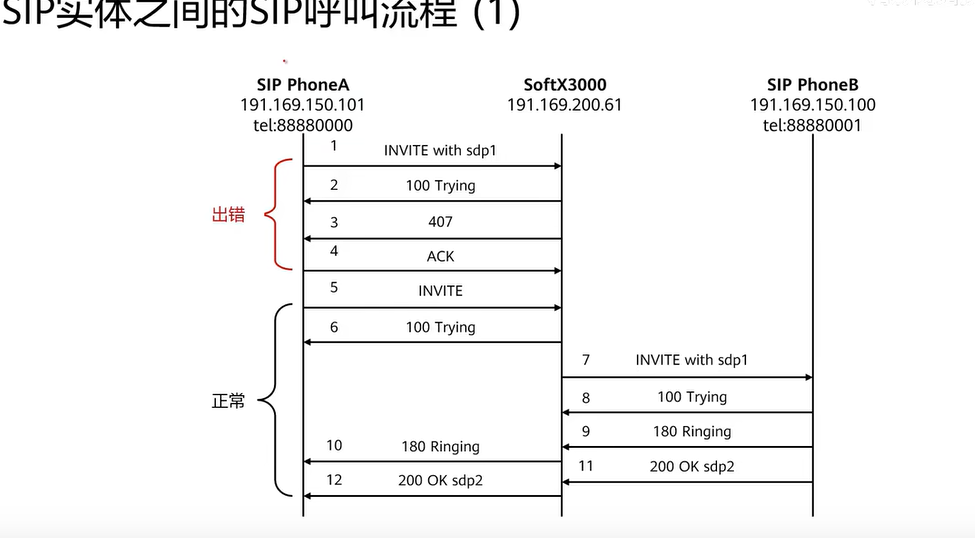 SIP实体之间的SIP呼叫流程 (1)
SIP PhoneA
191.169.150.101
tel:88880000
SoftX3000
191.169.200.61
SIP PhoneB
191.169.150.100
tel:88880001
1 INVITE with sdp1
2 100 Trying
出错
3 407
4 ACK
5 INVITE
6 100 Trying
7 INVITE with sdp1
正常
8 100 Trying
9 180 Ringing
10 180 Ringing
11 200 OK sdp2
12 200 OK sdp2